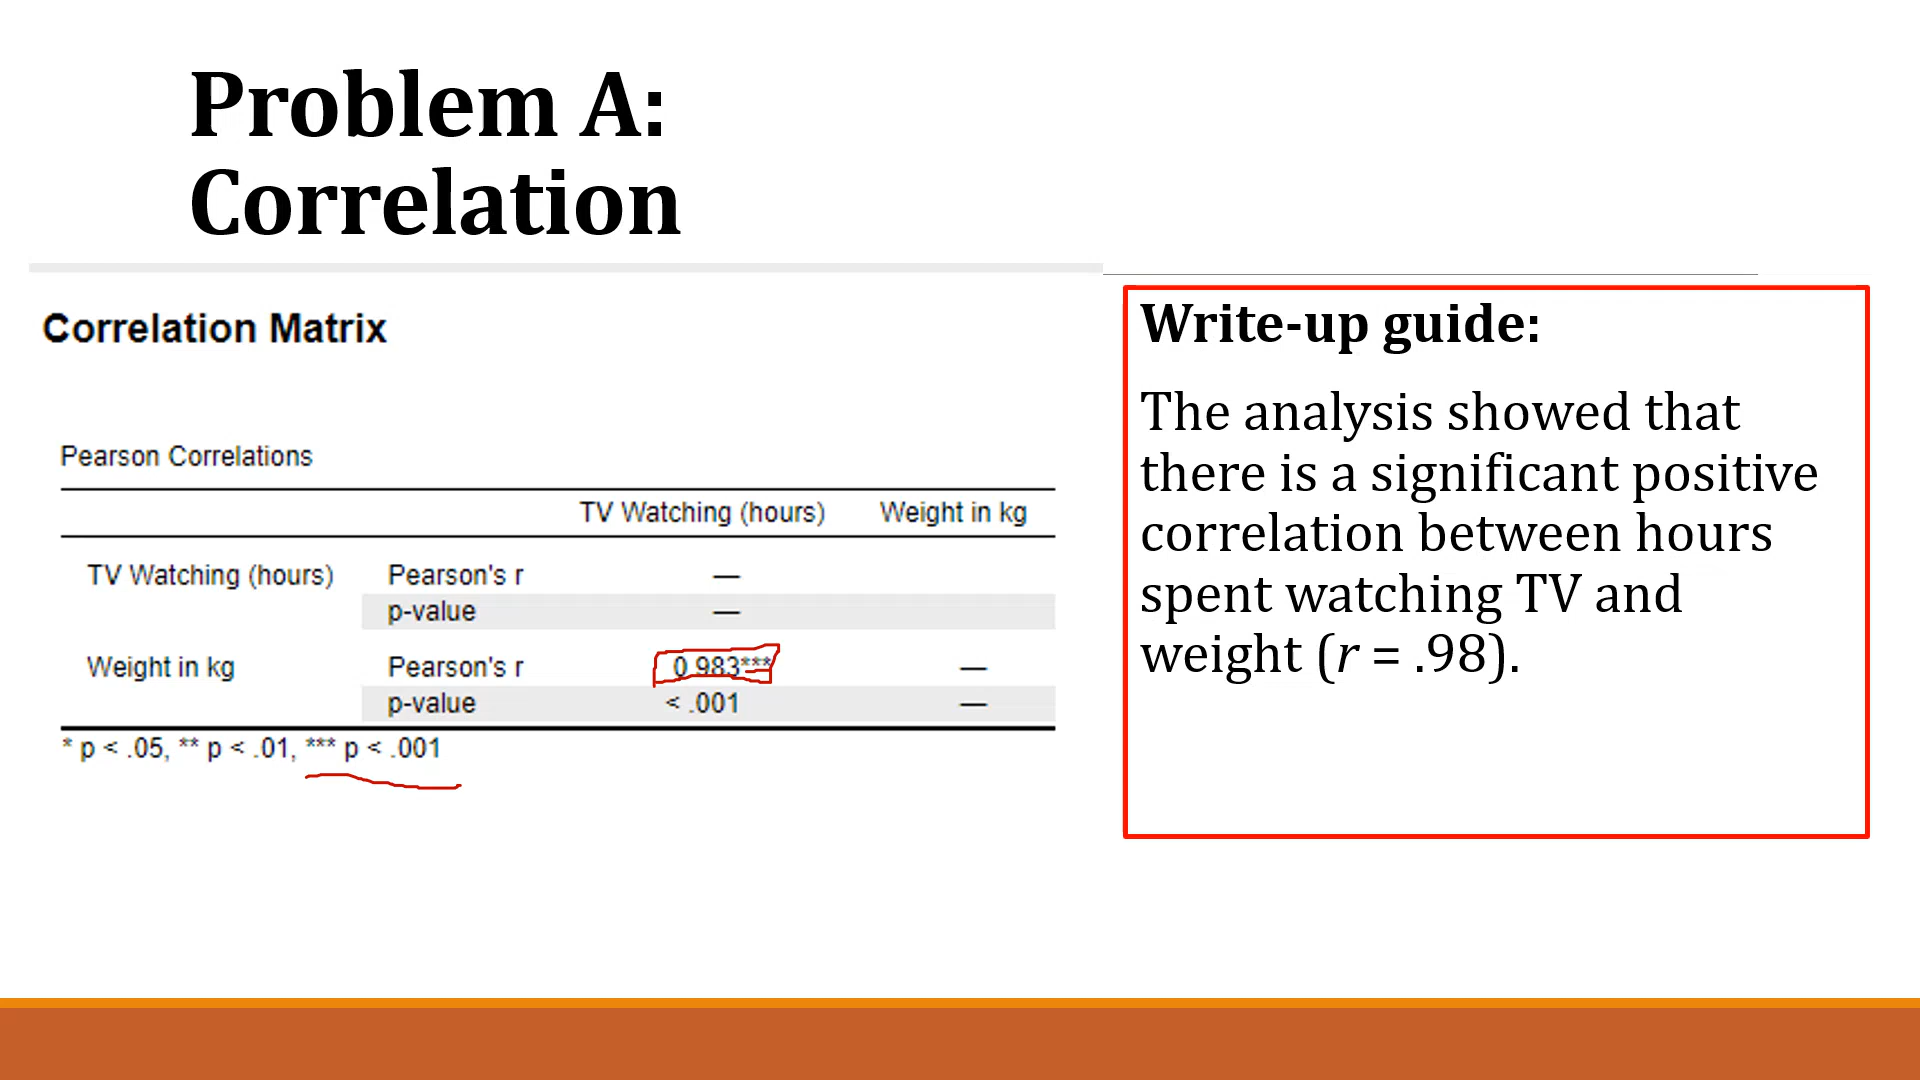 Problem A:
Correlation
Correlation Matrix
Pearson Correlations
TV Watching (hours) Weight in kg
TV Watching (hours) Pearson's r —
p-value —
Weight in kg Pearson's r 0.983*** —
p-value < .001 —
* p < .05, ** p < .01, *** p < .001
Write-up guide:
The analysis showed that
there is a significant positive
correlation between hours
spent watching TV and
weight (r = .98).